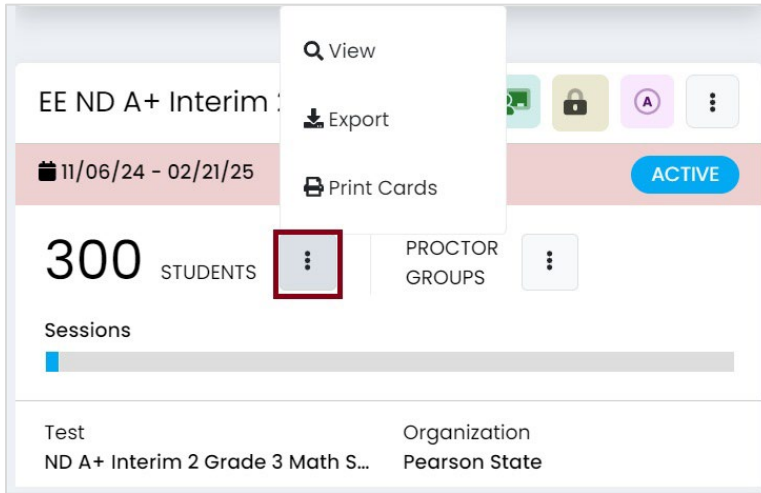 View
Export
Print Cards
EE ND A+ Interim
A
11/06/24 - 02/21/25
ACTIVE
300 STUDENTS
PROCTOR
GROUPS
Sessions
Test
ND A+ Interim 2 Grade 3 Math S...
Organization
Pearson State